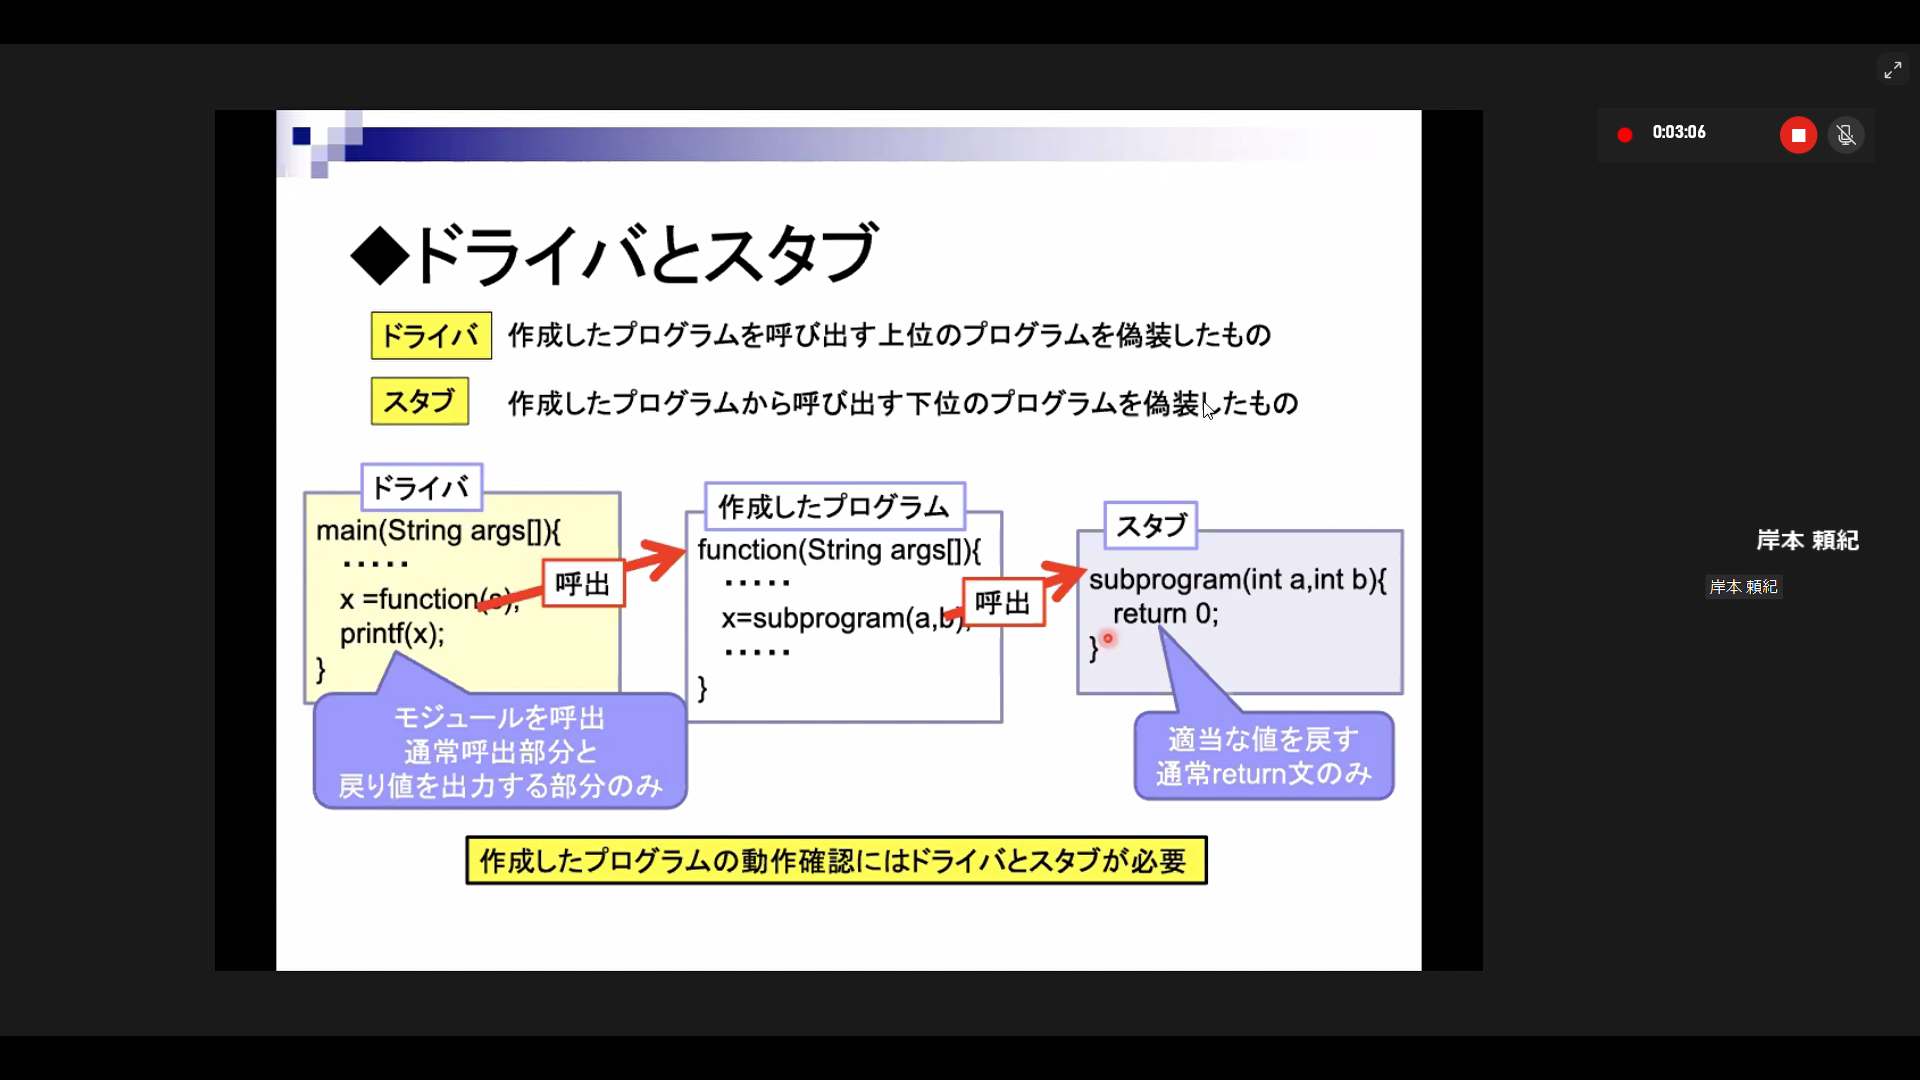 0:03:06
◆ドライバとスタブ
ドライバ 作成したプログラムを呼び出す上位のプログラムを偽装したもの
スタブ 作成したプログラムから呼び出す下位のプログラムを偽装したもの
ドライバ
main(String args[]){
・・・・・
x =function(s);
printf(x);
}
呼出
モジュールを呼出
通常呼出部分と
戻り値を出力する部分のみ
作成したプログラム
function(String args[]){
・・・・・
x=subprogram(a,b);
・・・・・
}
呼出
スタブ
subprogram(int a,int b){
return 0;
}
適当な値を戻す
通常return文のみ
作成したプログラムの動作確認にはドライバとスタブが必要
岸本 頼紀
岸本 頼紀